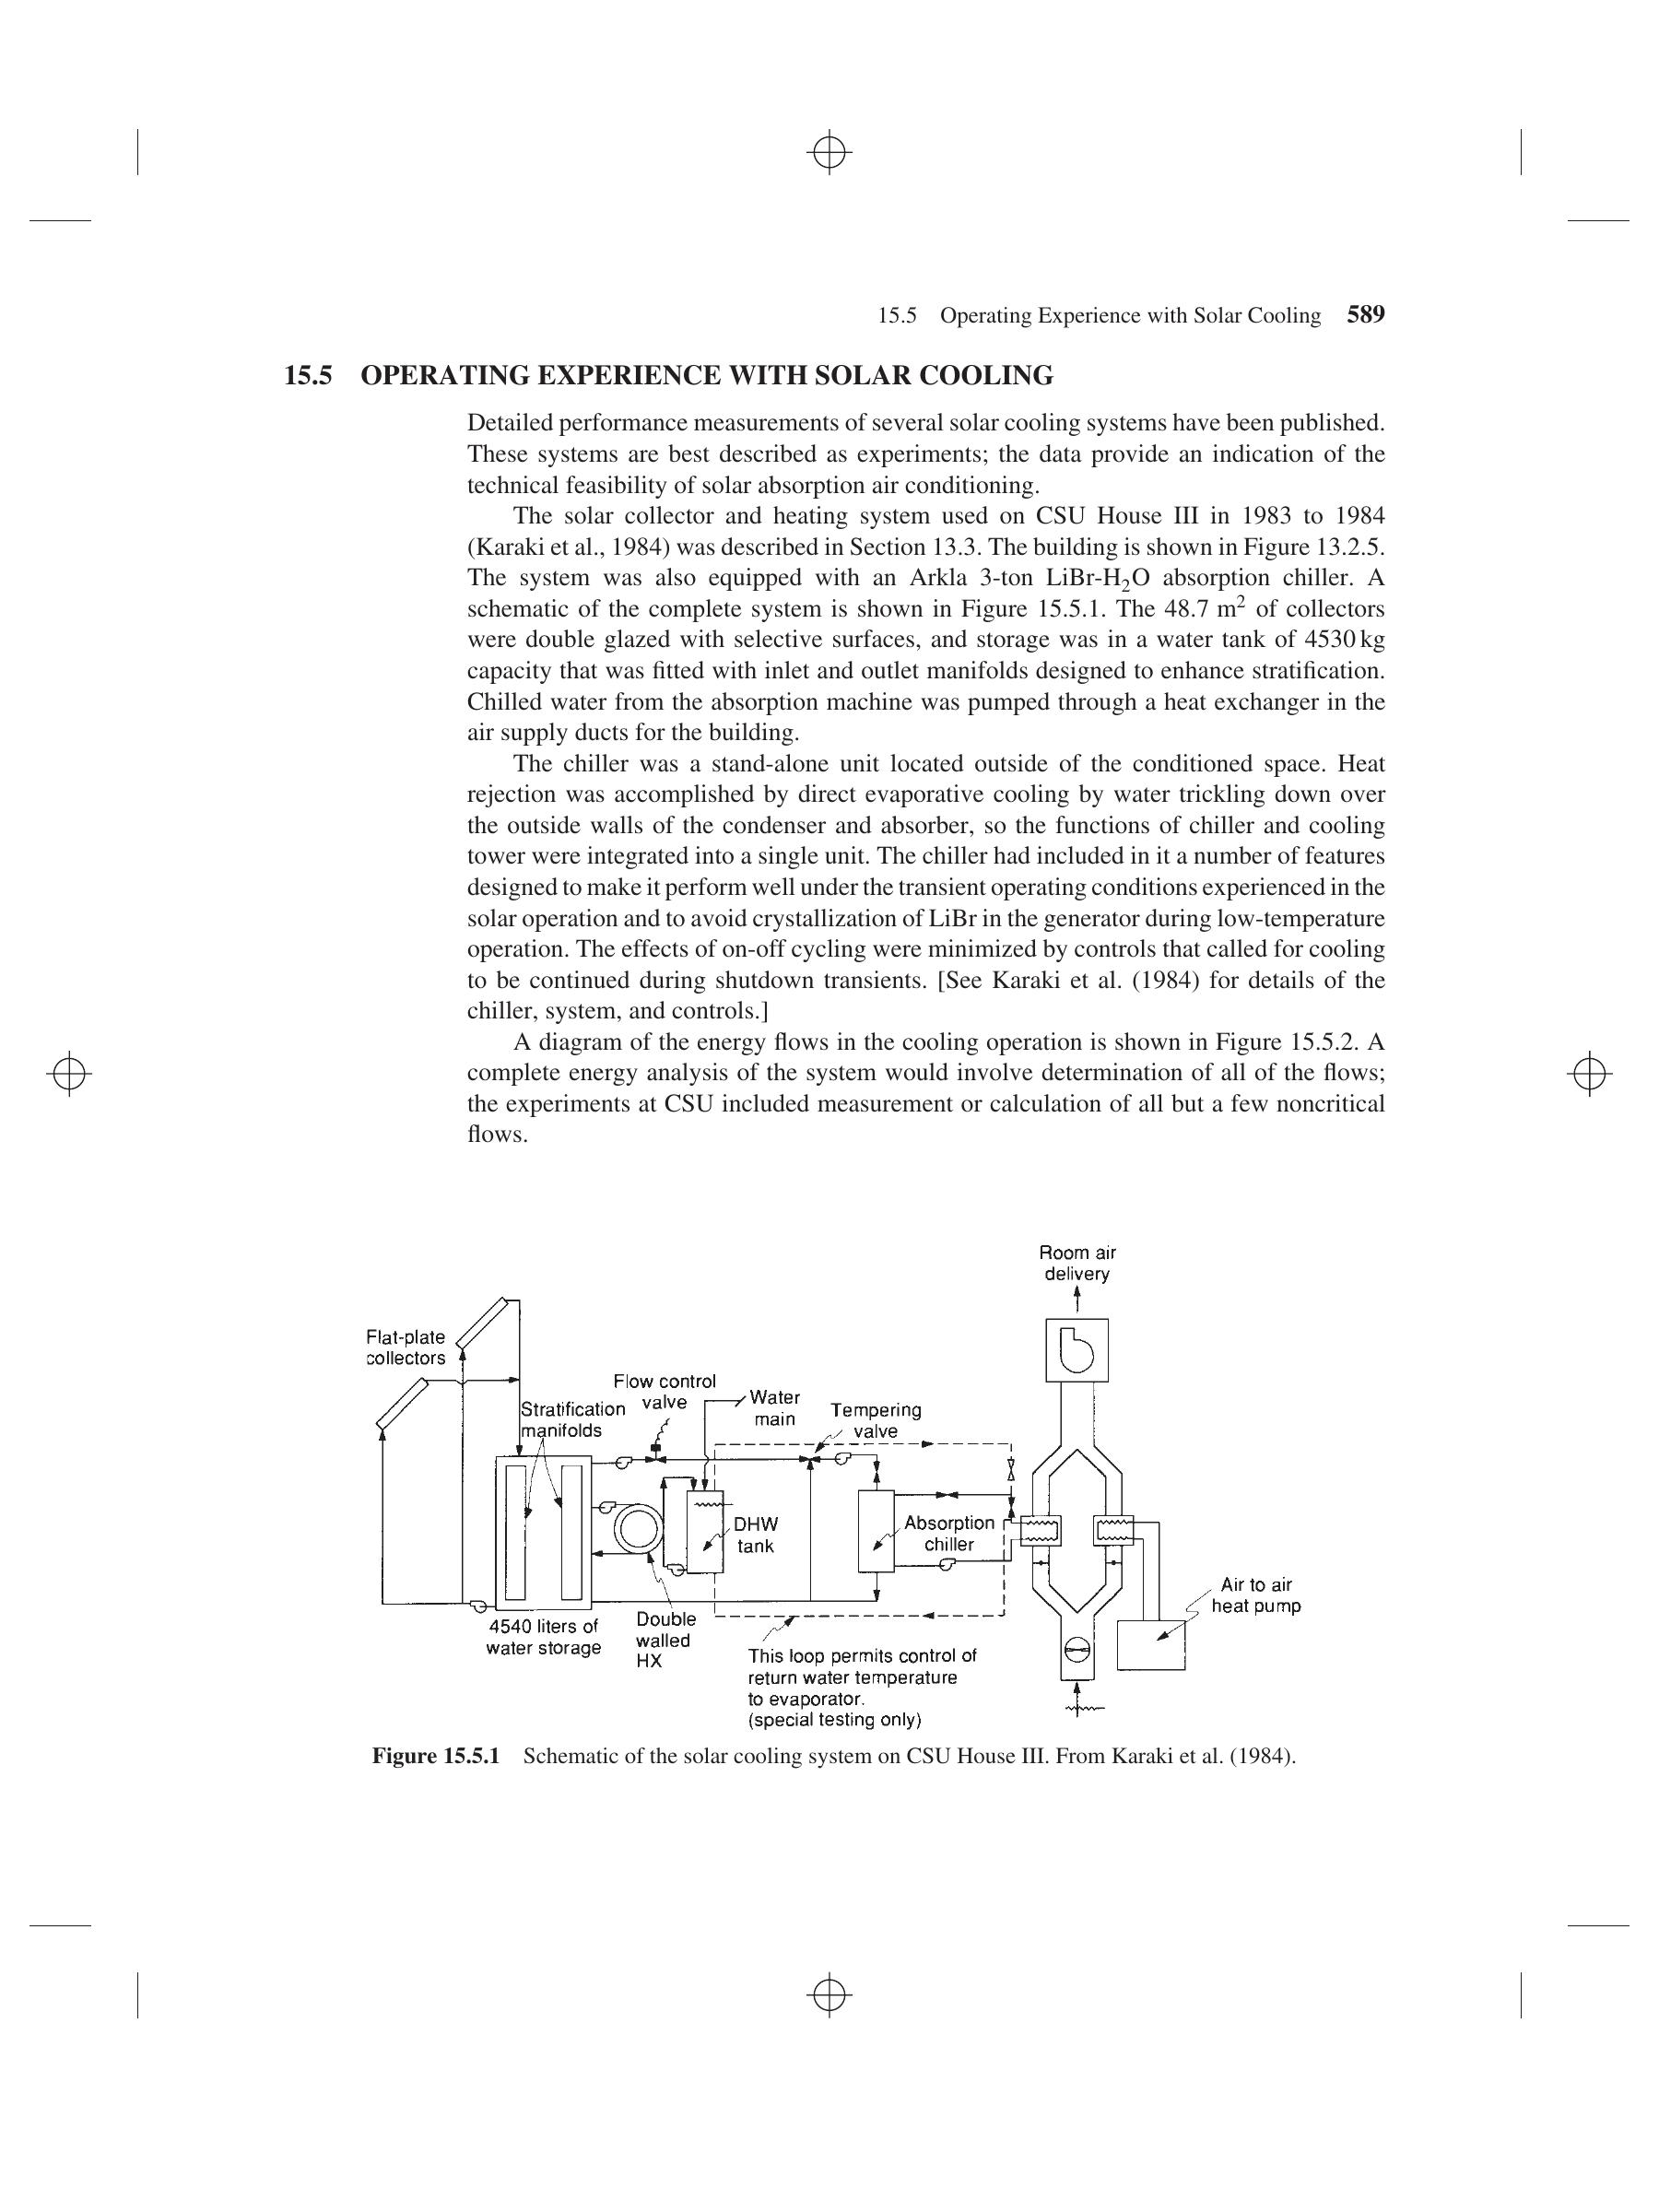 15.5 Operating Experience with Solar Cooling 589
15.5 OPERATING EXPERIENCE WITH SOLAR COOLING
Detailed performance measurements of several solar cooling systems have been published.
These systems are best described as experiments; the data provide an indication of the
technical feasibility of solar absorption air conditioning.
The solar collector and heating system used on CSU House III in 1983 to 1984
(Karaki et al., 1984) was described in Section 13.3. The building is shown in Figure 13.2.5.
The system was also equipped with an Arkla 3-ton LiBr-H₂O absorption chiller. A
schematic of the complete system is shown in Figure 15.5.1. The 48.7 m² of collectors
were double glazed with selective surfaces, and storage was in a water tank of 4530 kg
capacity that was fitted with inlet and outlet manifolds designed to enhance stratification.
Chilled water from the absorption machine was pumped through a heat exchanger in the
air supply ducts for the building.
The chiller was a stand-alone unit located outside of the conditioned space. Heat
rejection was accomplished by direct evaporative cooling by water trickling down over
the outside walls of the condenser and absorber, so the functions of chiller and cooling
tower were integrated into a single unit. The chiller had included in it a number of features
designed to make it perform well under the transient operating conditions experienced in the
solar operation and to avoid crystallization of LiBr in the generator during low-temperature
operation. The effects of on-off cycling were minimized by controls that called for cooling
to be continued during shutdown transients. [See Karaki et al. (1984) for details of the
chiller, system, and controls.]
A diagram of the energy flows in the cooling operation is shown in Figure 15.5.2. A
complete energy analysis of the system would involve determination of all of the flows;
the experiments at CSU included measurement or calculation of all but a few noncritical
flows.
Room air
delivery
Flat-plate
collectors
Flow control
valve
Water
main
Stratification
manifolds
Tempering
valve
DHW
tank
Absorption
chiller
Air to air
heat pump
4540 liters of
water storage
Double
walled
HX
This loop permits control of
return water temperature
to evaporator.
(special testing only)
Figure 15.5.1 Schematic of the solar cooling system on CSU House III. From Karaki et al. (1984).